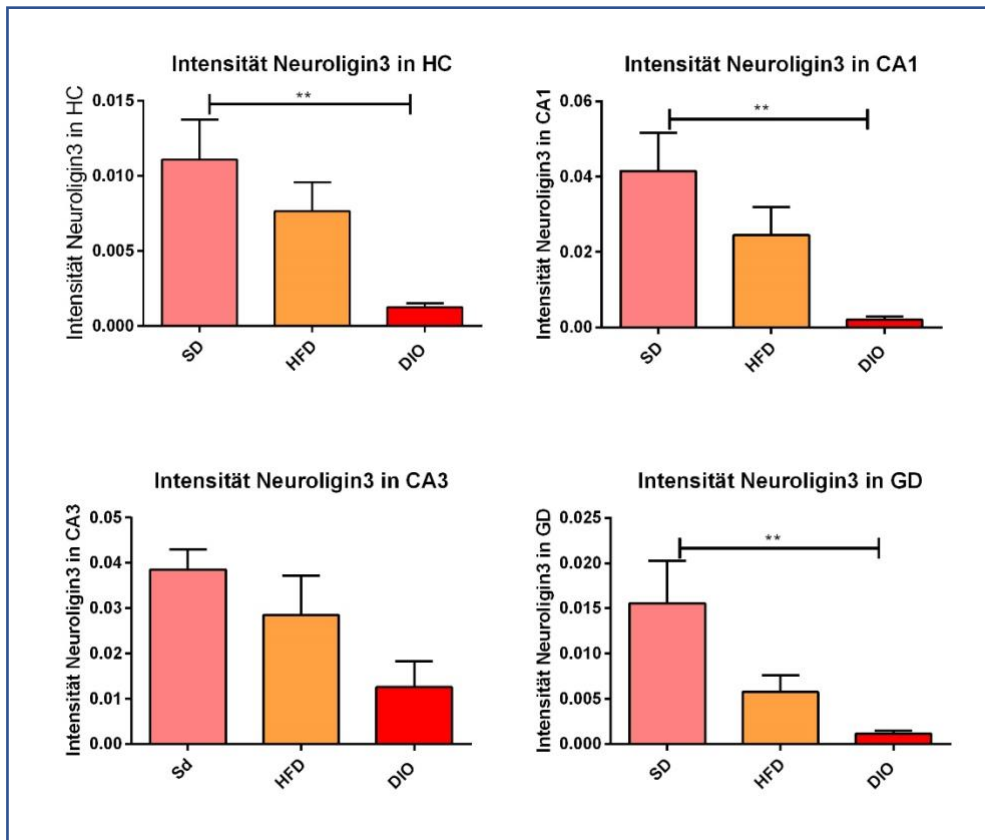 Intensität Neuroligin3 in HC
Intensität Neuroligin3 in HC
0.015
0.010
0.005
0.000
**
SD
HFD
DIO
Intensität Neuroligin3 in CA1
Intensität Neuroligin3 in CA1
0.06
0.04
0.02
0.00
**
SD
HFD
DIO
Intensität Neuroligin3 in CA3
Intensität Neuroligin3 in CA3
0.05
0.04
0.03
0.02
0.01
0.00
Sd
HFD
DIO
Intensität Neuroligin3 in GD
Intensität Neuroligin3 in GD
0.025
0.020
0.015
0.010
0.005
0.000
**
SD
HFD
DIO